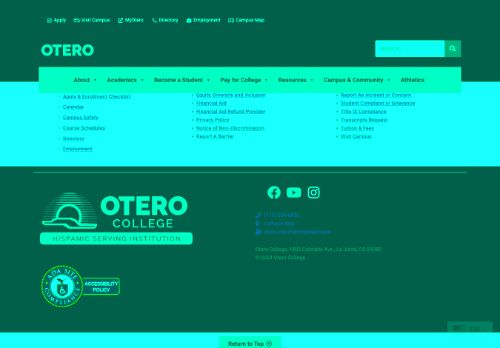 Apply Visit Campus MyOtero Directory Employment Campus Map
OTERO
About Academics Become a Student Pay for College Resources Campus & Community Athletics
Apply & Enrollment Checklist
Calendar
Campus Safety
Course Schedules
Directory
Employment
Equity, Diversity and Inclusion
Financial Aid
Financial Aid Refund Provider
Privacy Policy
Notice of Non-Discrimination
Report A Barrier
Report An Incident or Concern
Student Complaint or Grievance
Title IX Compliance
Transcripts Request
Tuition & Fees
Visit Campus
OTERO
COLLEGE
HISPANIC SERVING INSTITUTION
Campus Map
Otero College, 1802 Colorado Ave., La Junta, CO 81050
© 2024 Otero College
ADA SITE COMPLIANCE
ACCESSIBILITY
POLICY
EN
Return to Top